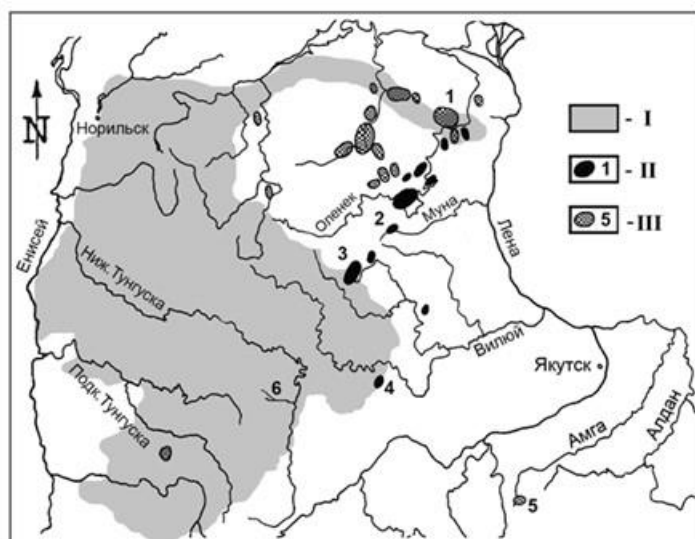 N
Норильск
1
- I
1 - II
5 - III
Оленек
Муна
2
3
Лена
Енисей
Ниж. Тунгуска
Вилюй
Якутск
6
4
Подк. Тунгуска
Амга
Алдан
5